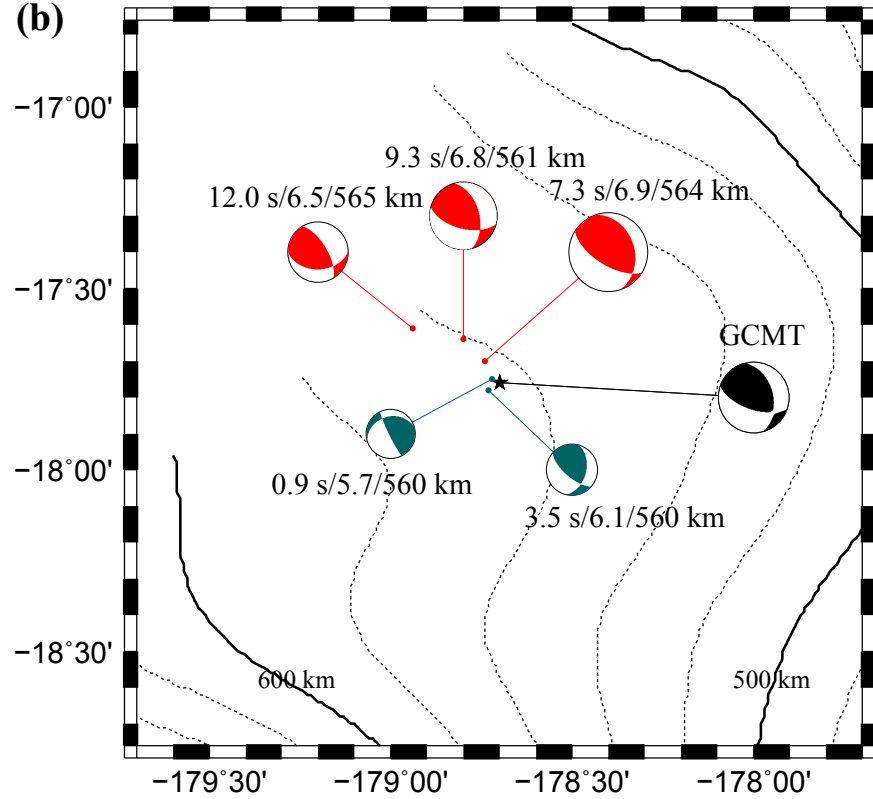 (b)
−17°00'
9.3 s/6.8/561 km
12.0 s/6.5/565 km
7.3 s/6.9/564 km
−17°30'
GCMT
−18°00'
0.9 s/5.7/560 km
3.5 s/6.1/560 km
−18°30'
600 km
500 km
−179°30'
−179°00'
−178°30'
−178°00'